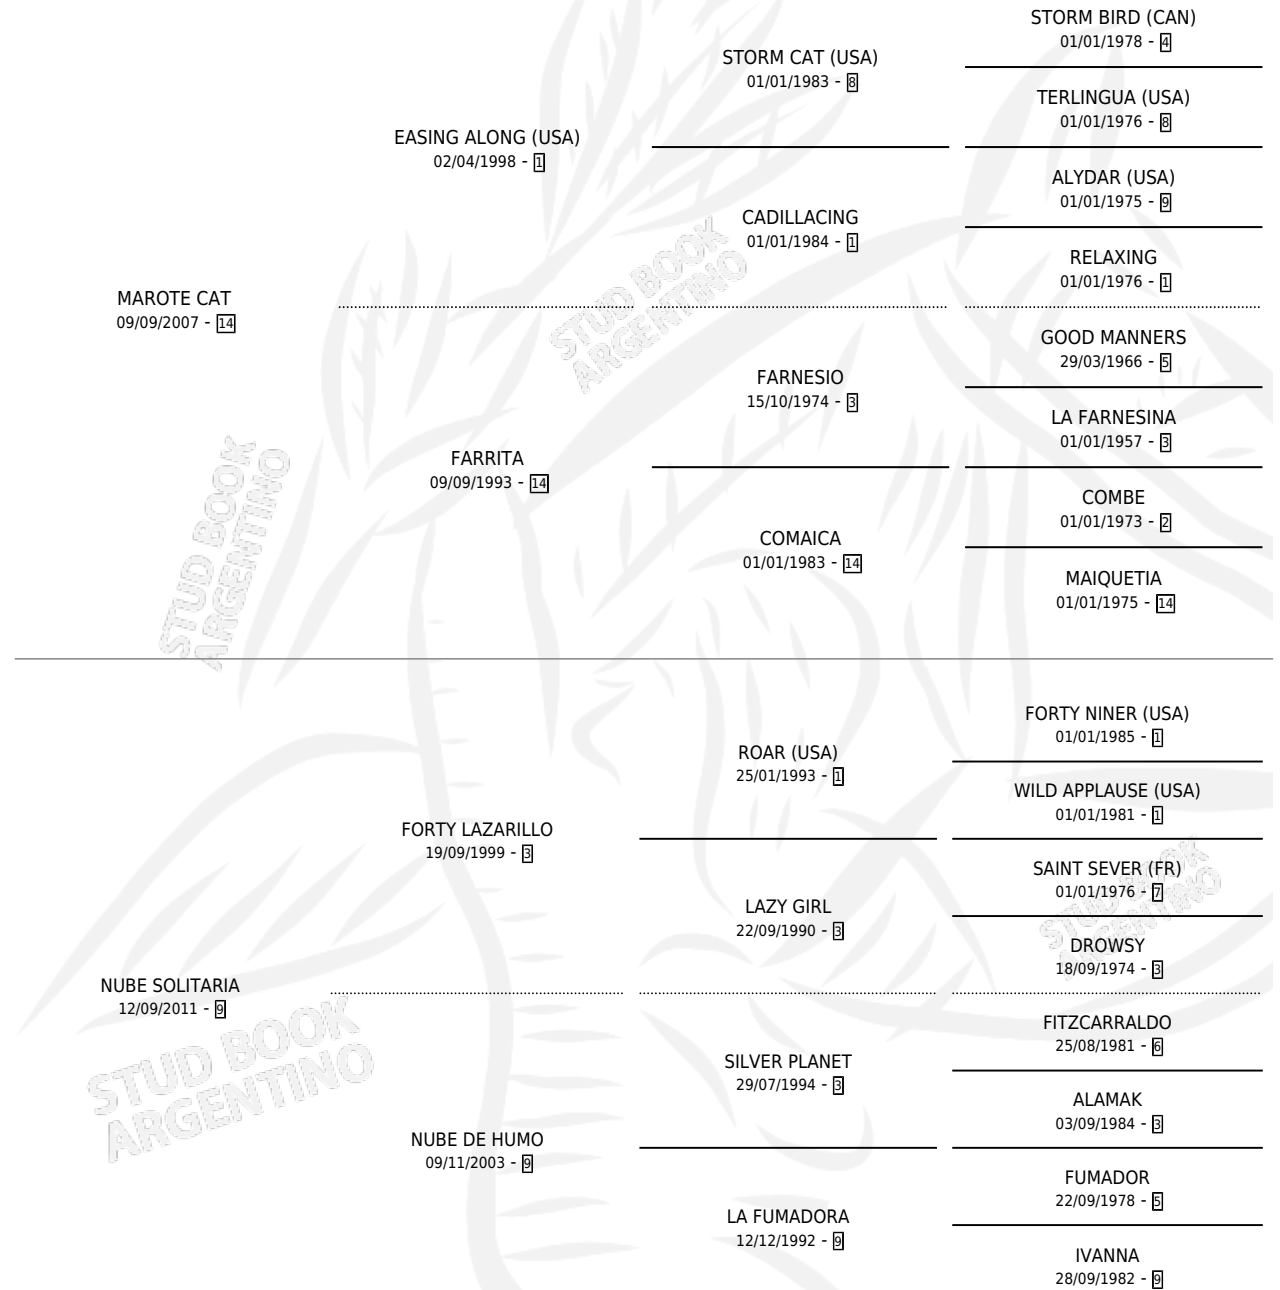 STORM BIRD (CAN)
01/01/1978 - 4
STORM CAT (USA)
01/01/1983 - 8
TERLINGUA (USA)
01/01/1976 - 8
EASING ALONG (USA)
02/04/1998 - 1
ALYDAR (USA)
01/01/1975 - 9
CADILLACING
01/01/1984 - 1
RELAXING
01/01/1976 - 1
MAROTE CAT
09/09/2007 - 14
GOOD MANNERS
29/03/1966 - 5
FARNESIO
15/10/1974 - 3
LA FARNESINA
01/01/1957 - 3
FARRITA
09/09/1993 - 14
COMBE
01/01/1973 - 2
COMAICA
01/01/1983 - 14
MAIQUETIA
01/01/1975 - 14
FORTY NINER (USA)
01/01/1985 - 1
ROAR (USA)
25/01/1993 - 1
WILD APPLAUSE (USA)
01/01/1981 - 1
FORTY LAZARILLO
19/09/1999 - 3
SAINT SEVER (FR)
01/01/1976 - 7
LAZY GIRL
22/09/1990 - 3
DROWSY
18/09/1974 - 3
NUBE SOLITARIA
12/09/2011 - 9
FITZCARRALDO
25/08/1981 - 6
SILVER PLANET
29/07/1994 - 3
ALAMAK
03/09/1984 - 3
NUBE DE HUMO
09/11/2003 - 9
FUMADOR
22/09/1978 - 5
LA FUMADORA
12/12/1992 - 9
IVANNA
28/09/1982 - 9
STUD BOOK
ARGENTINO
STUD BOOK
ARGENTINO
STUD BOOK
ARGENTINO
STUD BOOK
ARGENTINO